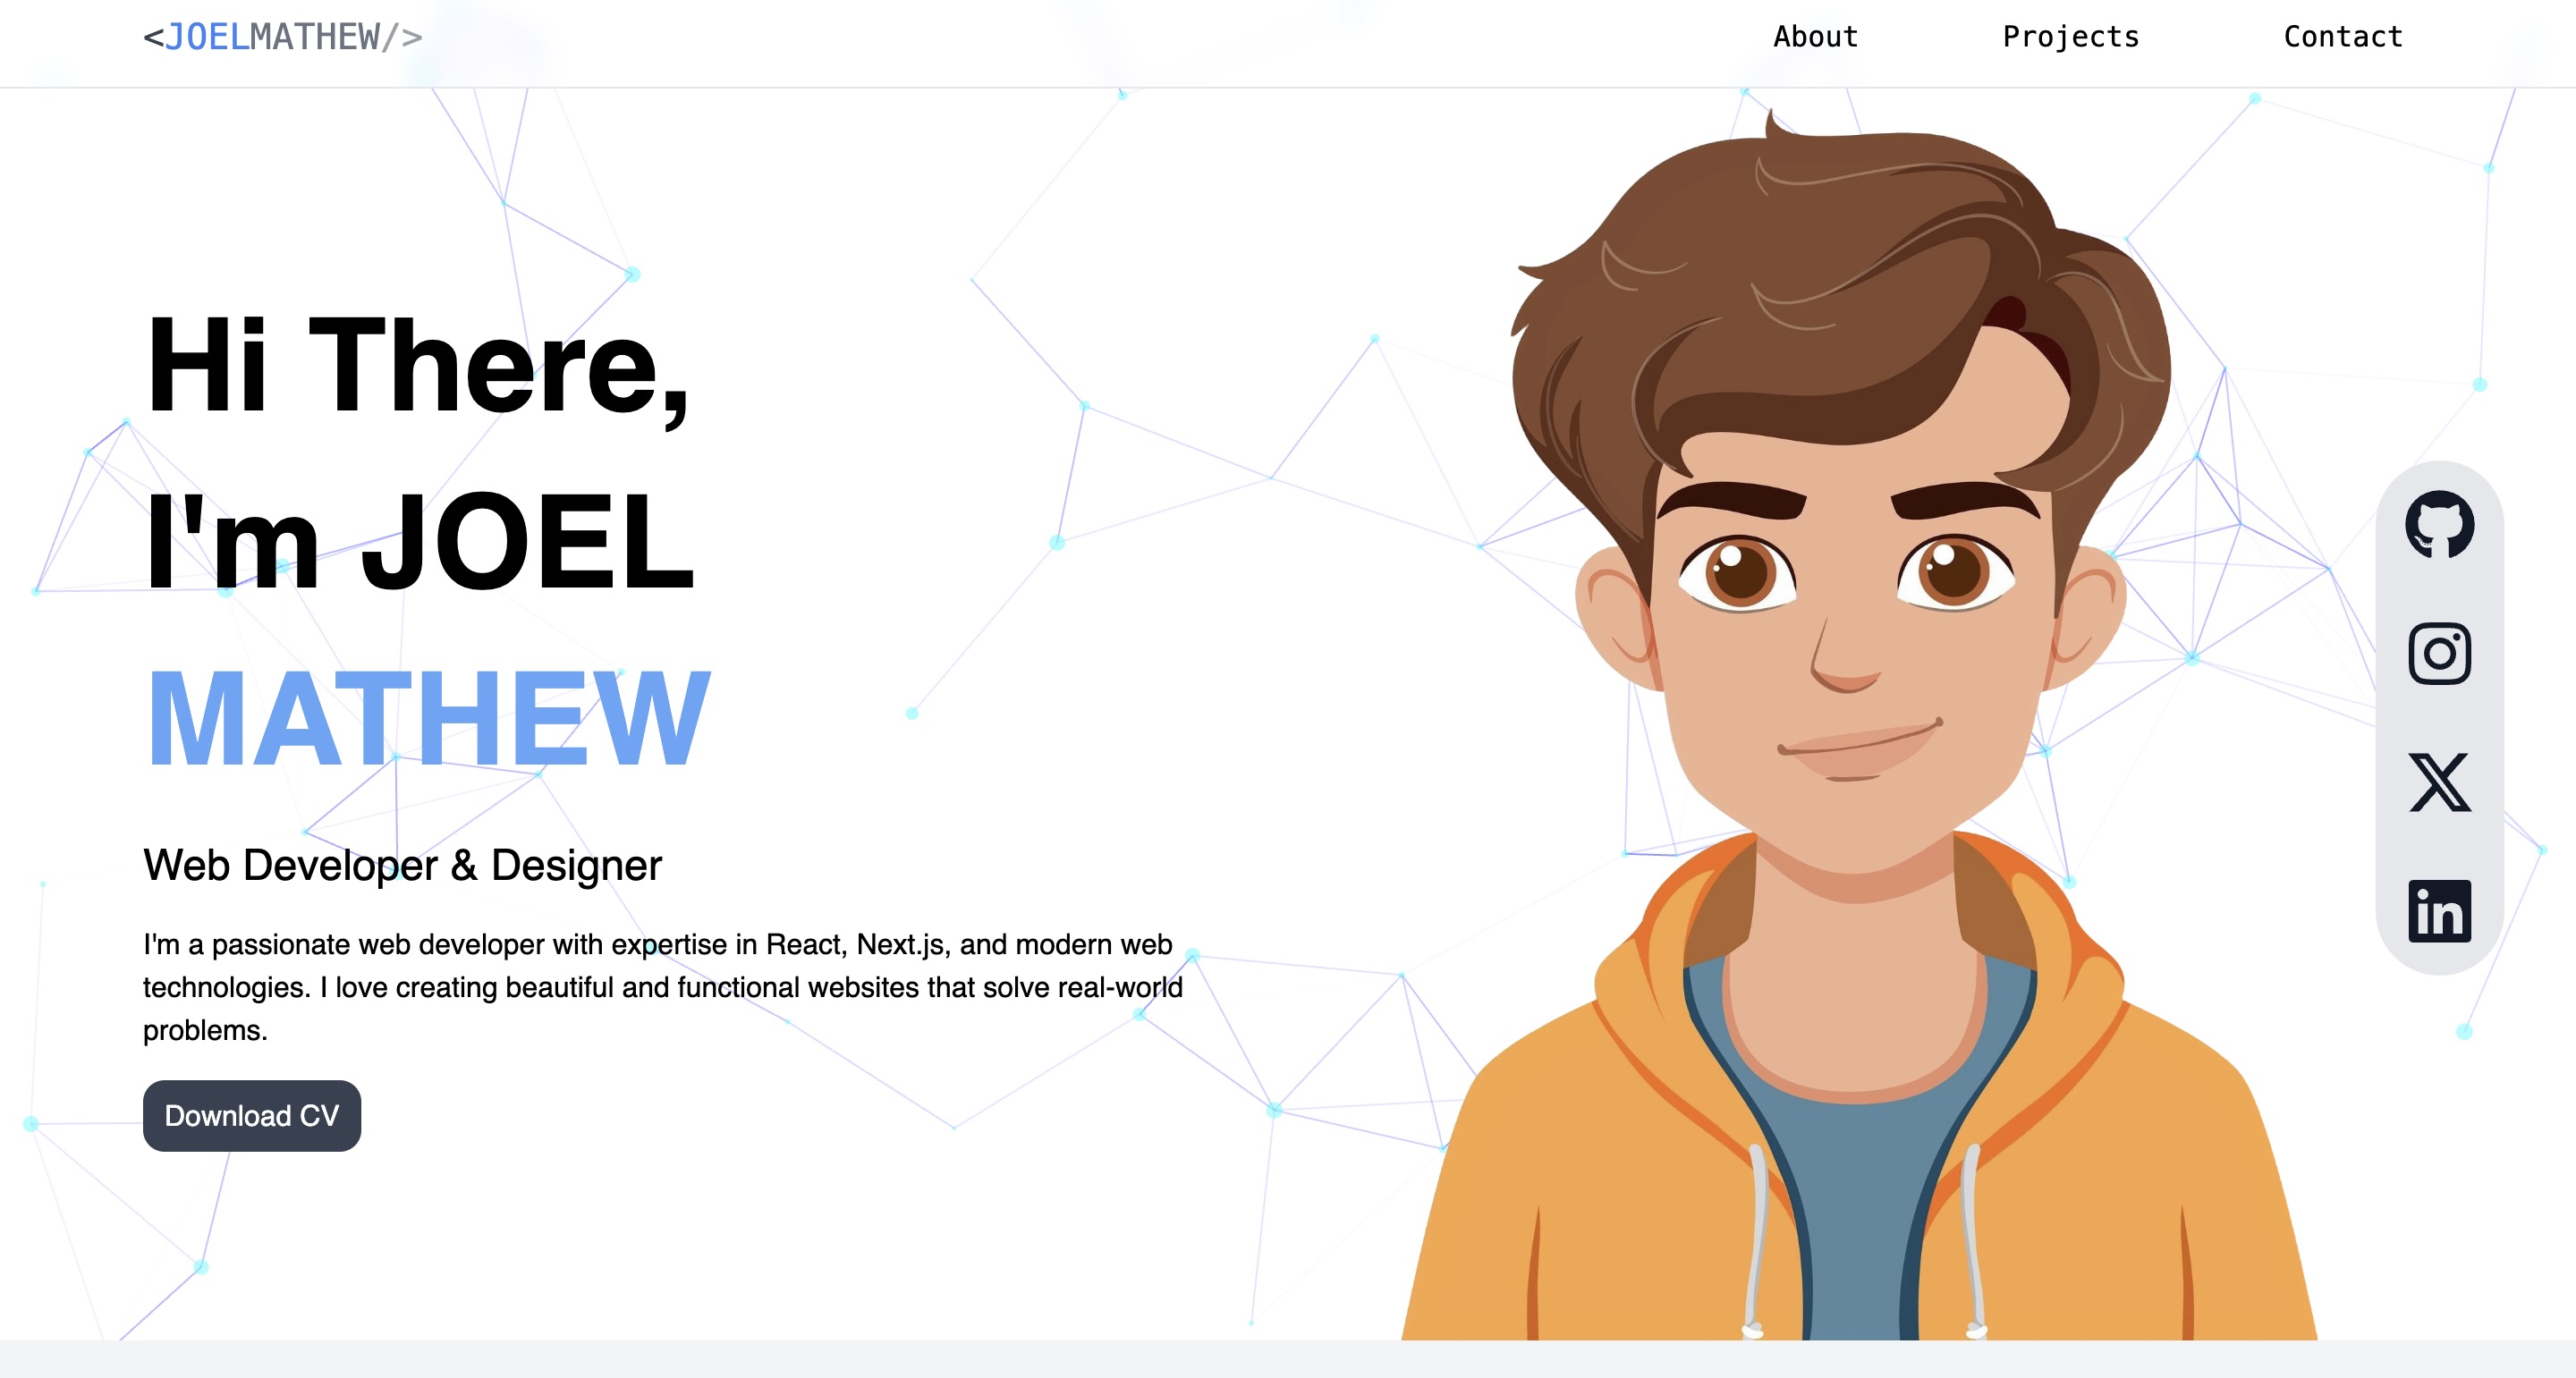 <JOELMATHEW/>
About Projects Contact
Hi There,
I'm JOEL
MATHEW
Web Developer & Designer
I'm a passionate web developer with expertise in React, Next.js, and modern web
technologies. I love creating beautiful and functional websites that solve real-world
problems.
Download CV
in